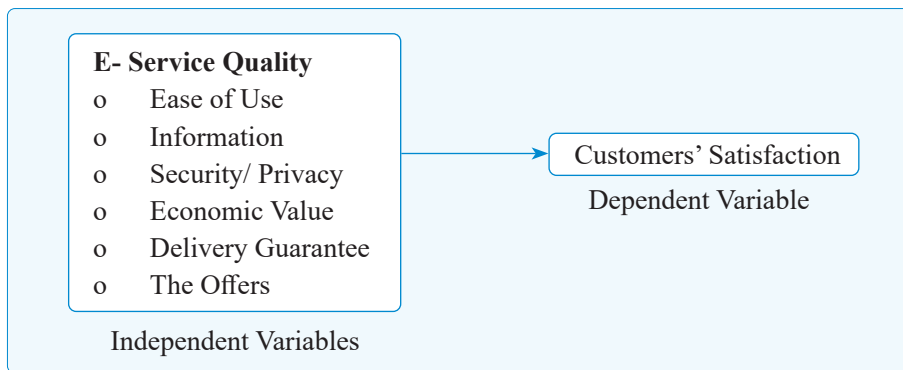 E- Service Quality
o Ease of Use
o Information
o Security/ Privacy
o Economic Value
o Delivery Guarantee
o The Offers
Independent Variables
Customers’ Satisfaction
Dependent Variable